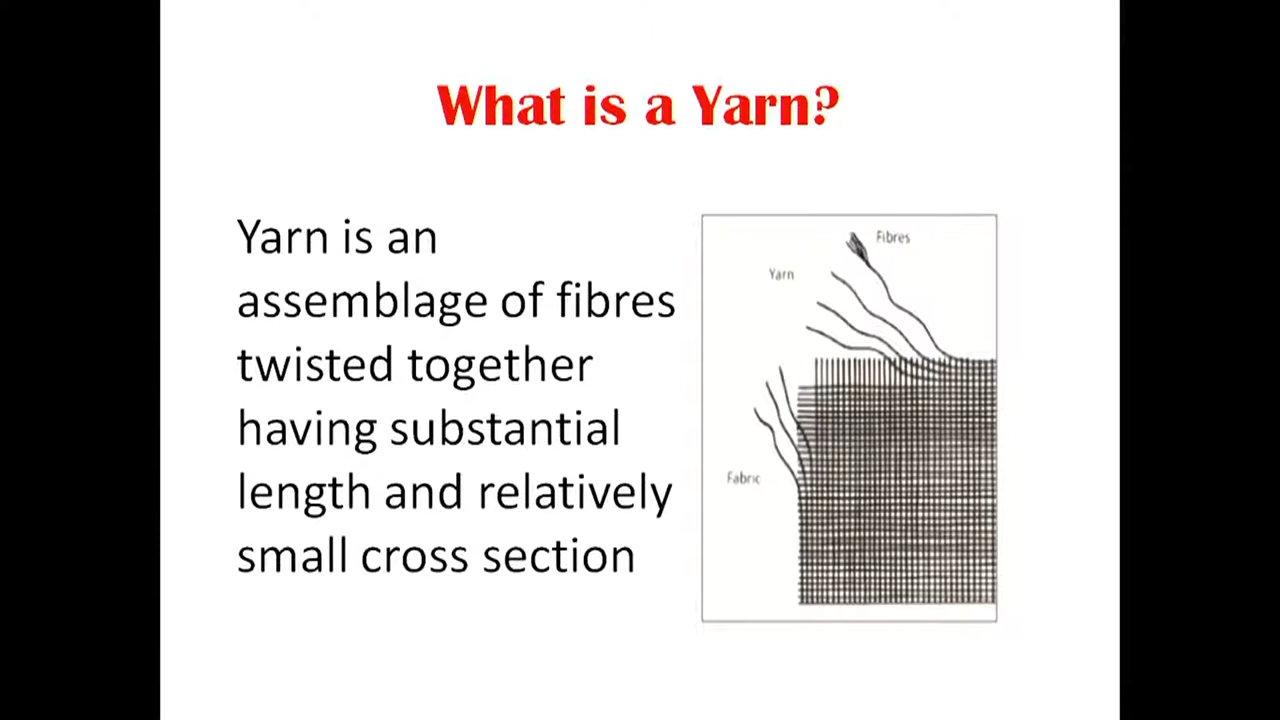 What is a Yarn?
Yarn is an
assemblage of fibres
twisted together
having substantial
length and relatively
small cross section
Fibres
Yarn
Fabric